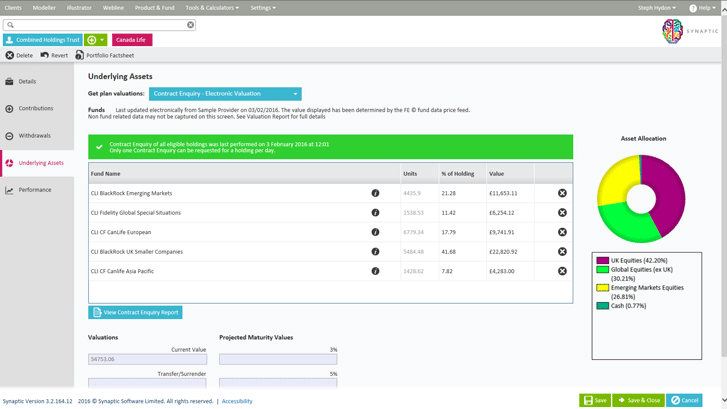 Clients Modeller Illustrator Webline Product & Fund Tools & Calculators Settings Steph Hydon Help
Combined Holdings Trust Canada Life
SYNAPTIC
Delete Revert Portfolio Factsheet
Details
Contributions
Withdrawals
Underlying Assets
Performance
Underlying Assets
Get plan valuations: Contract Enquiry - Electronic Valuation
Funds Last updated electronically from Sample Provider on 03/02/2016. The value displayed has been determined by the FE © fund data price feed.
Non fund related data may not be captured on this screen. See Valuation Report for full details
Contract Enquiry of all eligible holdings was last performed on 3 February 2016 at 12:01
Only one Contract Enquiry can be requested for a holding per day.
Fund Name Units % of Holding Value
CLI BlackRock Emerging Markets 4435.9 21.28 £11,653.11
CLI Fidelity Global Special Situations 1538.53 11.42 £6,254.12
CLI CF CanLife European 6779.34 17.79 £9,741.91
CLI BlackRock UK Smaller Companies 5484.48 41.68 £22,820.92
CLI CF Canlife Asia Pacific 3428.62 7.82 £4,283.00
View Contract Enquiry Report
Asset Allocation
UK Equities (42.20%)
Global Equities (ex UK)
(30.21%)
Emerging Markets Equities
(26.81%)
Cash (0.77%)
Valuations Projected Maturity Values
Current Value 3%
54753.06
Transfer/Surrender 5%
Synaptic Version 3.2.164.12 2016 © Synaptic Software Limited. All rights reserved. | Accessibility
Save Save & Close Cancel